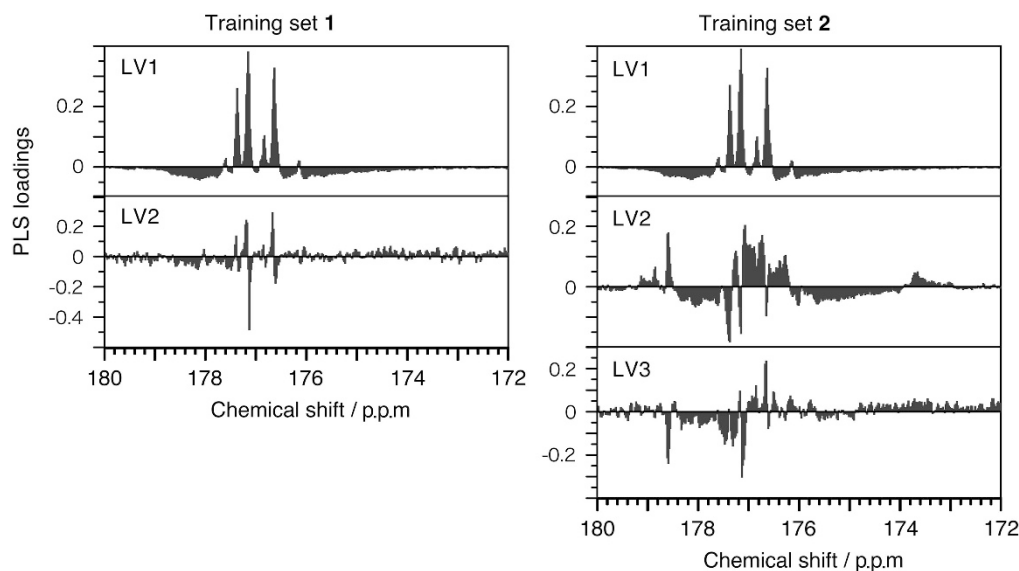 Training set 1
PLS loadings
LV1
0.2
0
LV2
0.2
0
-0.2
-0.4
180 178 176 174 172
Chemical shift / p.p.m
Training set 2
LV1
0.2
0
LV2
0.2
0
LV3
0.2
0
-0.2
180 178 176 174 172
Chemical shift / p.p.m